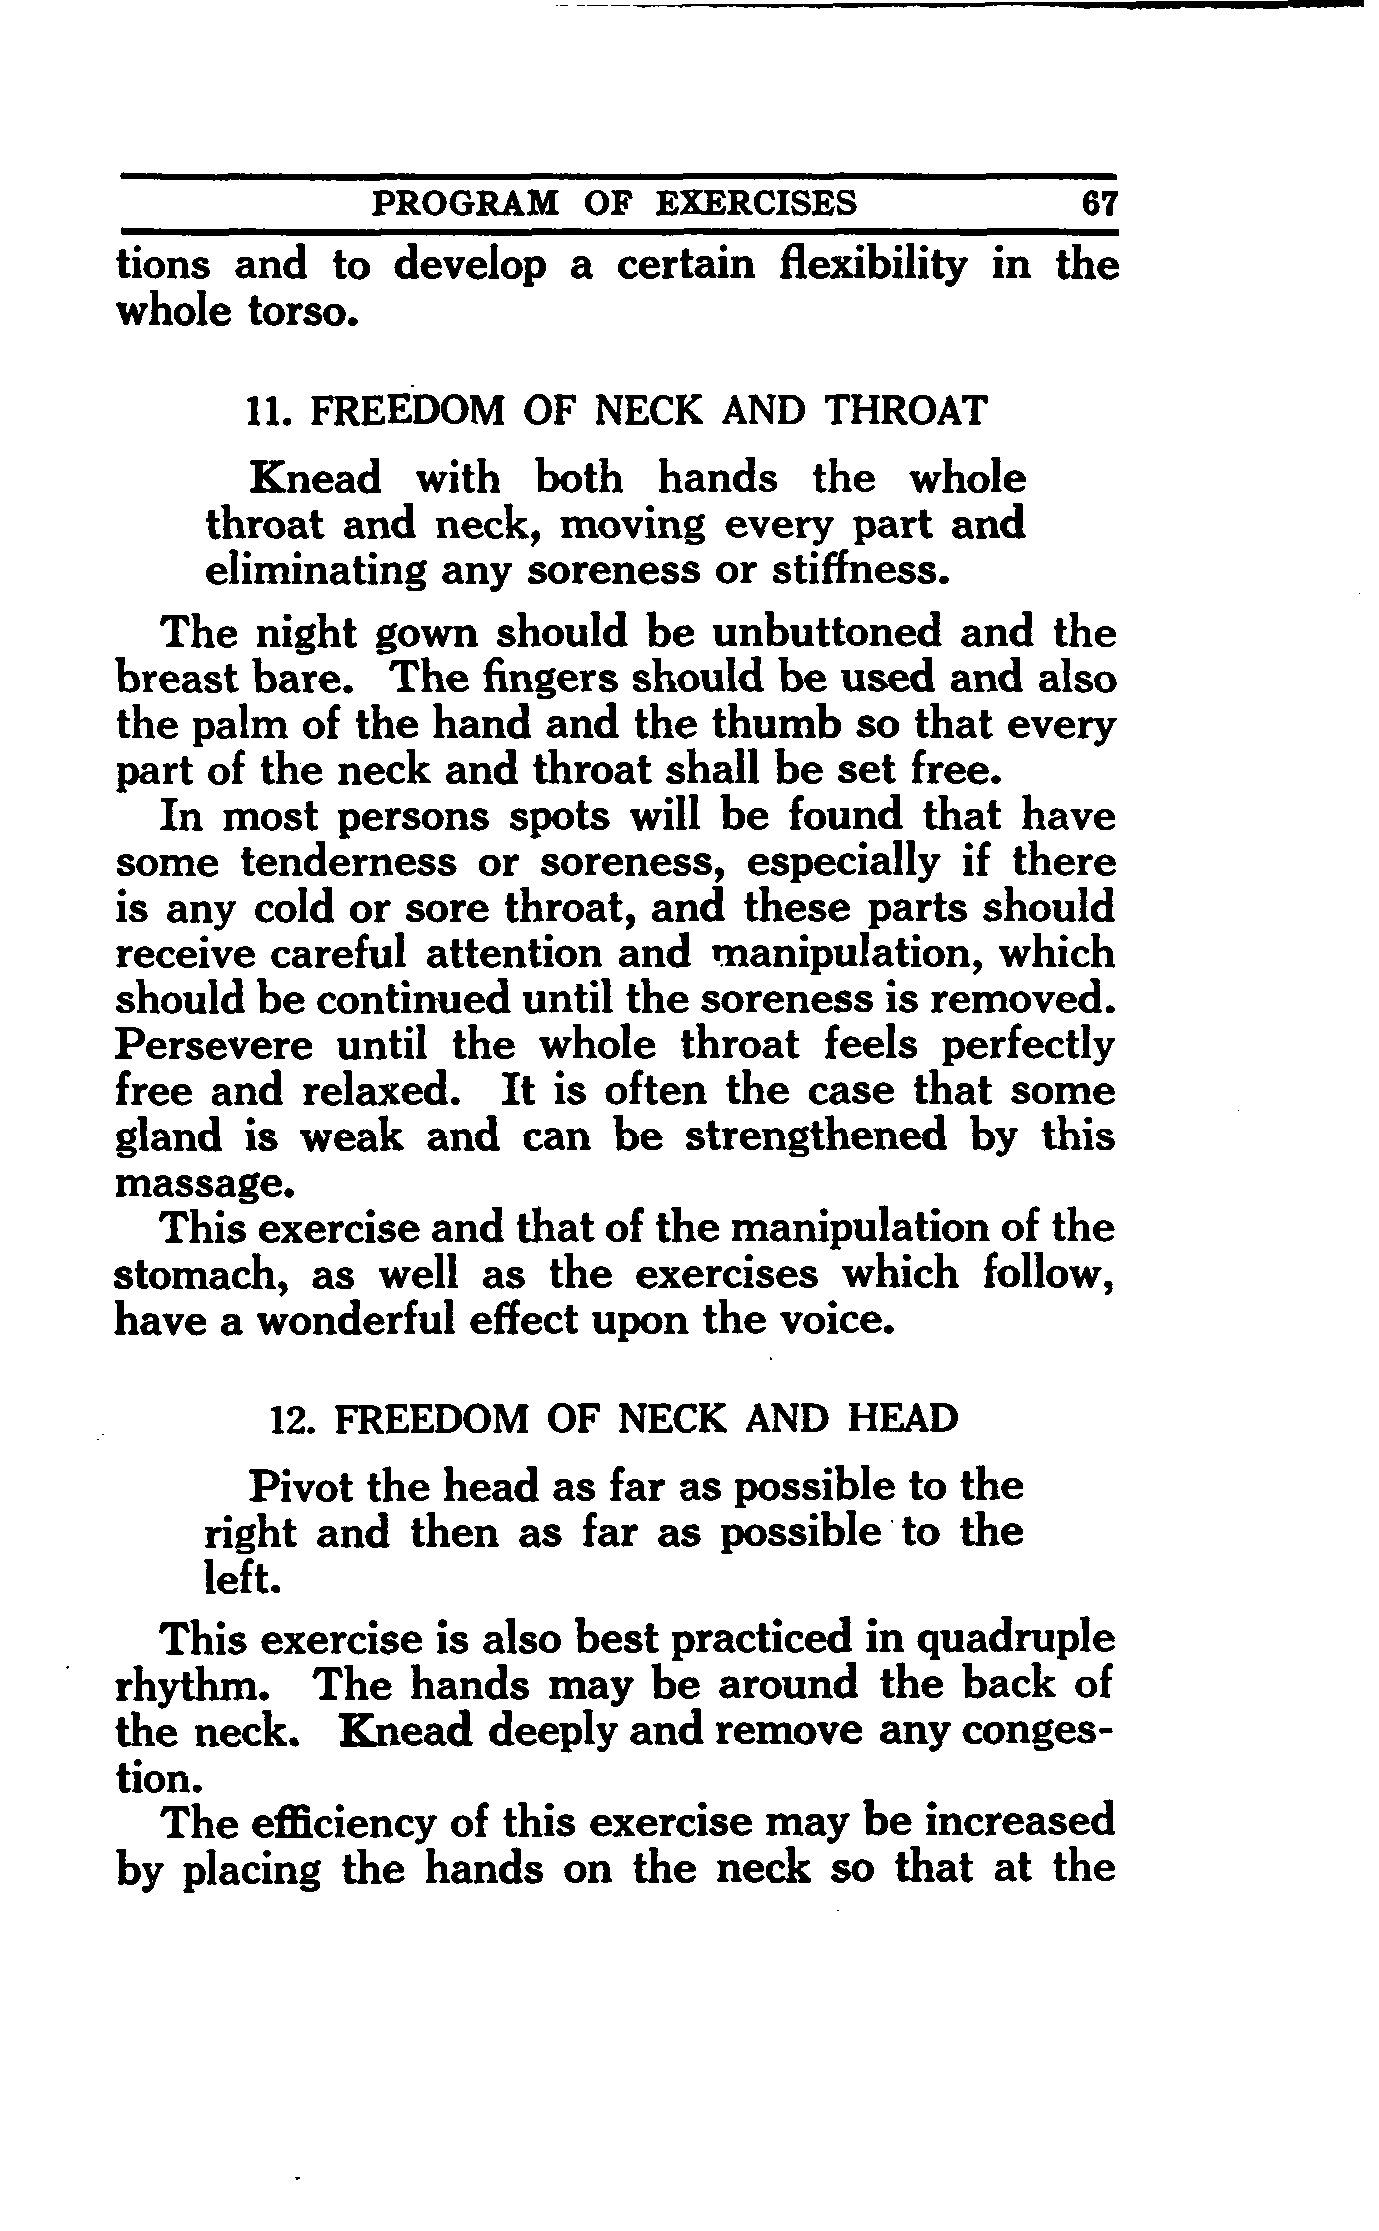 PROGRAM OF EXERCISES 67
tions and to develop a certain flexibility in the
whole torso.
11. FREEDOM OF NECK AND THROAT
Knead with both hands the whole
throat and neck, moving every part and
eliminating any soreness or stiffness.
The night gown should be unbuttoned and the
breast bare. The fingers should be used and also
the palm of the hand and the thumb so that every
part of the neck and throat shall be set free.
In most persons spots will be found that have
some tenderness or soreness, especially if there
is any cold or sore throat, and these parts should
receive careful attention and manipulation, which
should be continued until the soreness is removed.
Persevere until the whole throat feels perfectly
free and relaxed. It is often the case that some
gland is weak and can be strengthened by this
massage.
This exercise and that of the manipulation of the
stomach, as well as the exercises which follow,
have a wonderful effect upon the voice.
12. FREEDOM OF NECK AND HEAD
Pivot the head as far as possible to the
right and then as far as possible to the
left.
This exercise is also best practiced in quadruple
rhythm. The hands may be around the back of
the neck. Knead deeply and remove any conges-
tion.
The efficiency of this exercise may be increased
by placing the hands on the neck so that at the